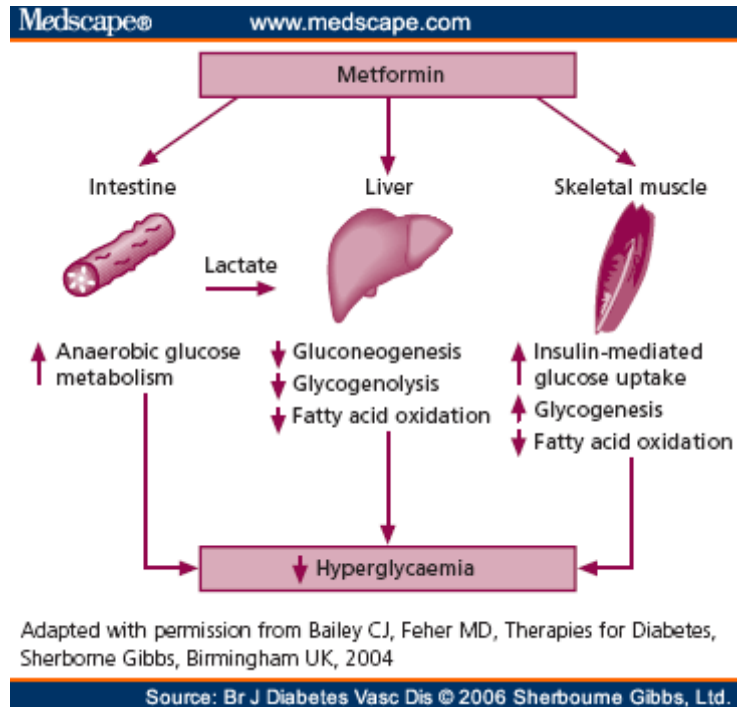 Medscape® www.medscape.com
Metformin
Intestine
Liver
Skeletal muscle
Lactate
Anaerobic glucose
metabolism
Gluconeogenesis
Glycogenolysis
Fatty acid oxidation
Insulin-mediated
glucose uptake
Glycogenesis
Fatty acid oxidation
Hyperglycaemia
Adapted with permission from Bailey CJ, Feher MD, Therapies for Diabetes,
Sherborne Gibbs, Birmingham UK, 2004
Source: Br J Diabetes Vasc Dis © 2006 Sherbourne Gibbs, Ltd.